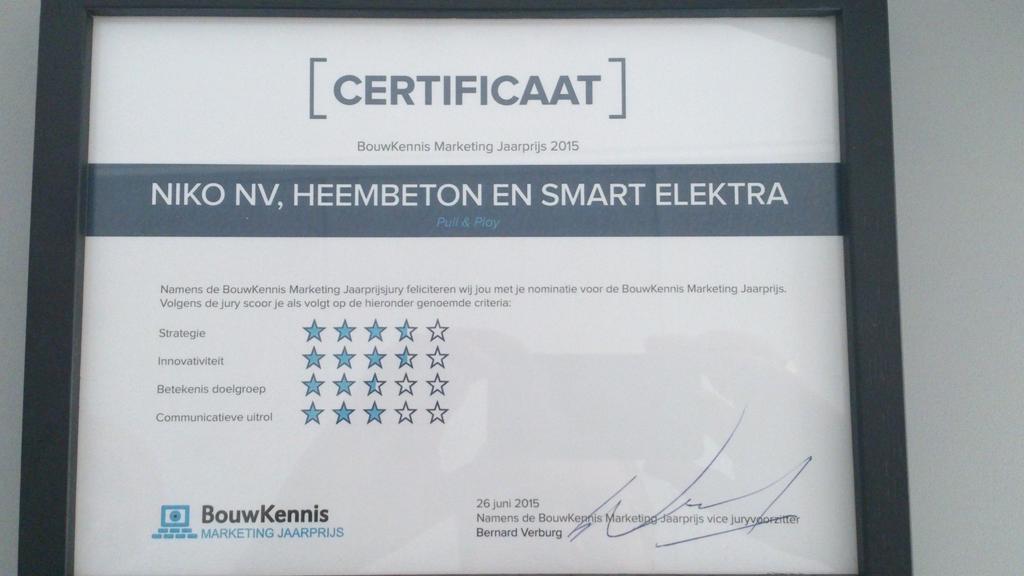 [CERTIFICAAT]
BouwKennis Marketing Jaarprijs 2015
NIKO NV, HEEMBETON EN SMART ELEKTRA
Pull & Play
Namens de BouwKennis Marketing Jaarprijsjury feliciteren wij jou met je nominatie voor de BouwKennis Marketing Jaarprijs.
Volgens de jury scoor je als volgt op de hieronder genoemde criteria:
Strategie
Innovativiteit
Betekenis doelgroep
Communicatieve uitrol
BouwKennis
MARKETING JAARPRIJS
26 juni 2015
Namens de BouwKennis Marketing Jaarprijs vice juryvoorzitter
Bernard Verburg